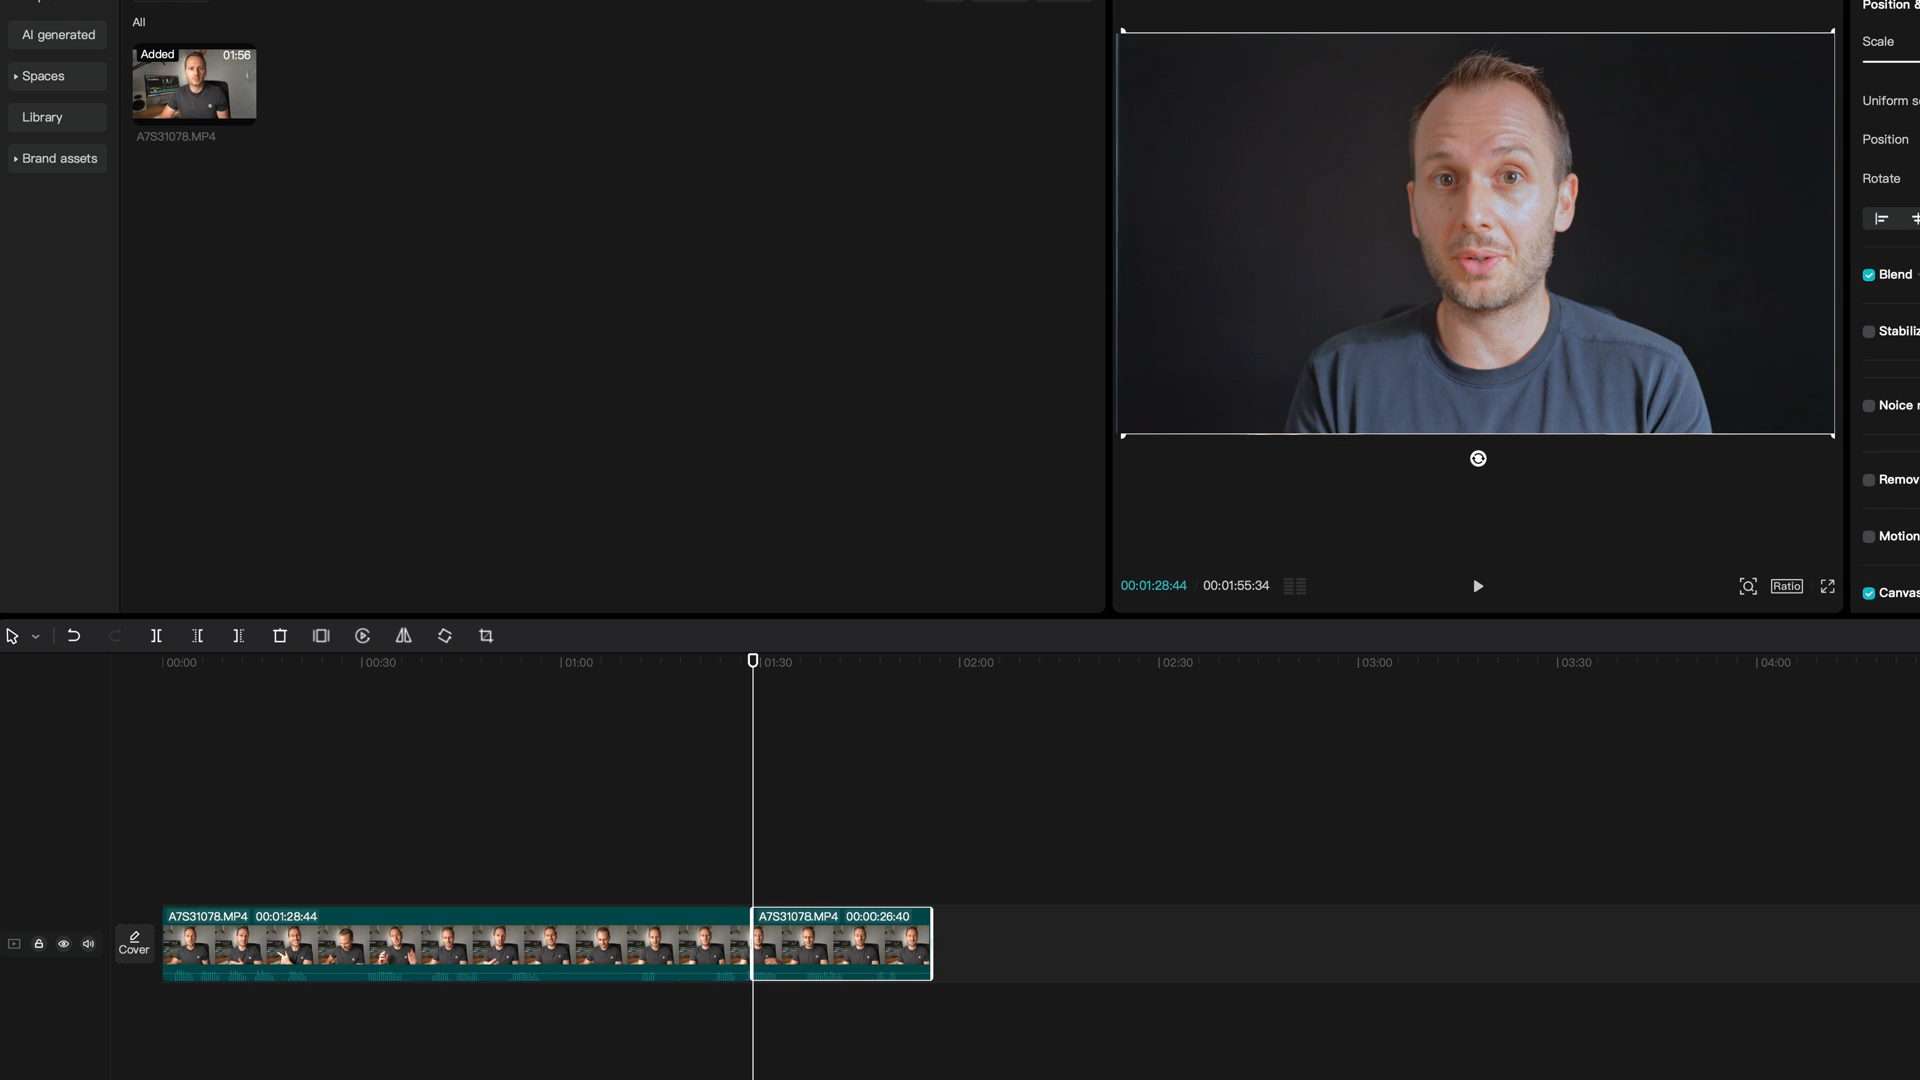 Position &
All
Scale
AI generated
Added 01:56
Spaces
Uniform s
Library
A7S31078.MP4
Position
Brand assets
Rotate
Blend
Stabiliz
Noice r
Remov
Motion
00:01:28:44 00:01:55:34
Ratio
Canvas
00:00 00:30 01:00 01:30 02:00 02:30 03:00 03:30 04:00
A7S31078.MP4 00:01:28:44
A7S31078.MP4 00:00:26:40
Cover